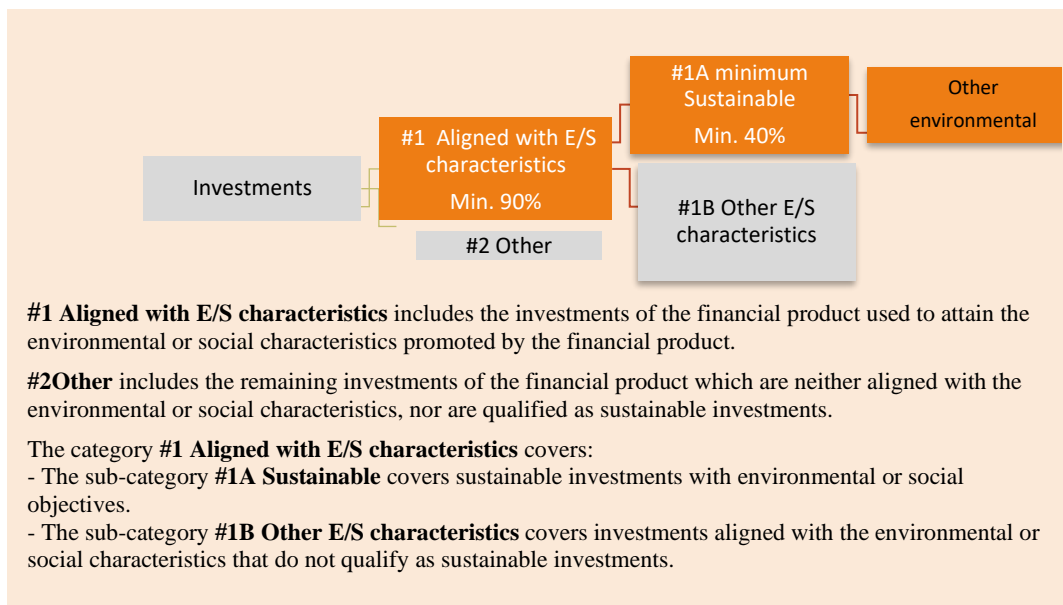 Investments
#1 Aligned with E/S
characteristics
Min. 90%
#2 Other
#1A minimum
Sustainable
Min. 40%
#1B Other E/S
characteristics
Other
environmental
#1 Aligned with E/S characteristics includes the investments of the financial product used to attain the
environmental or social characteristics promoted by the financial product.
#2Other includes the remaining investments of the financial product which are neither aligned with the
environmental or social characteristics, nor are qualified as sustainable investments.
The category #1 Aligned with E/S characteristics covers:
- The sub-category #1A Sustainable covers sustainable investments with environmental or social
objectives.
- The sub-category #1B Other E/S characteristics covers investments aligned with the environmental or
social characteristics that do not qualify as sustainable investments.